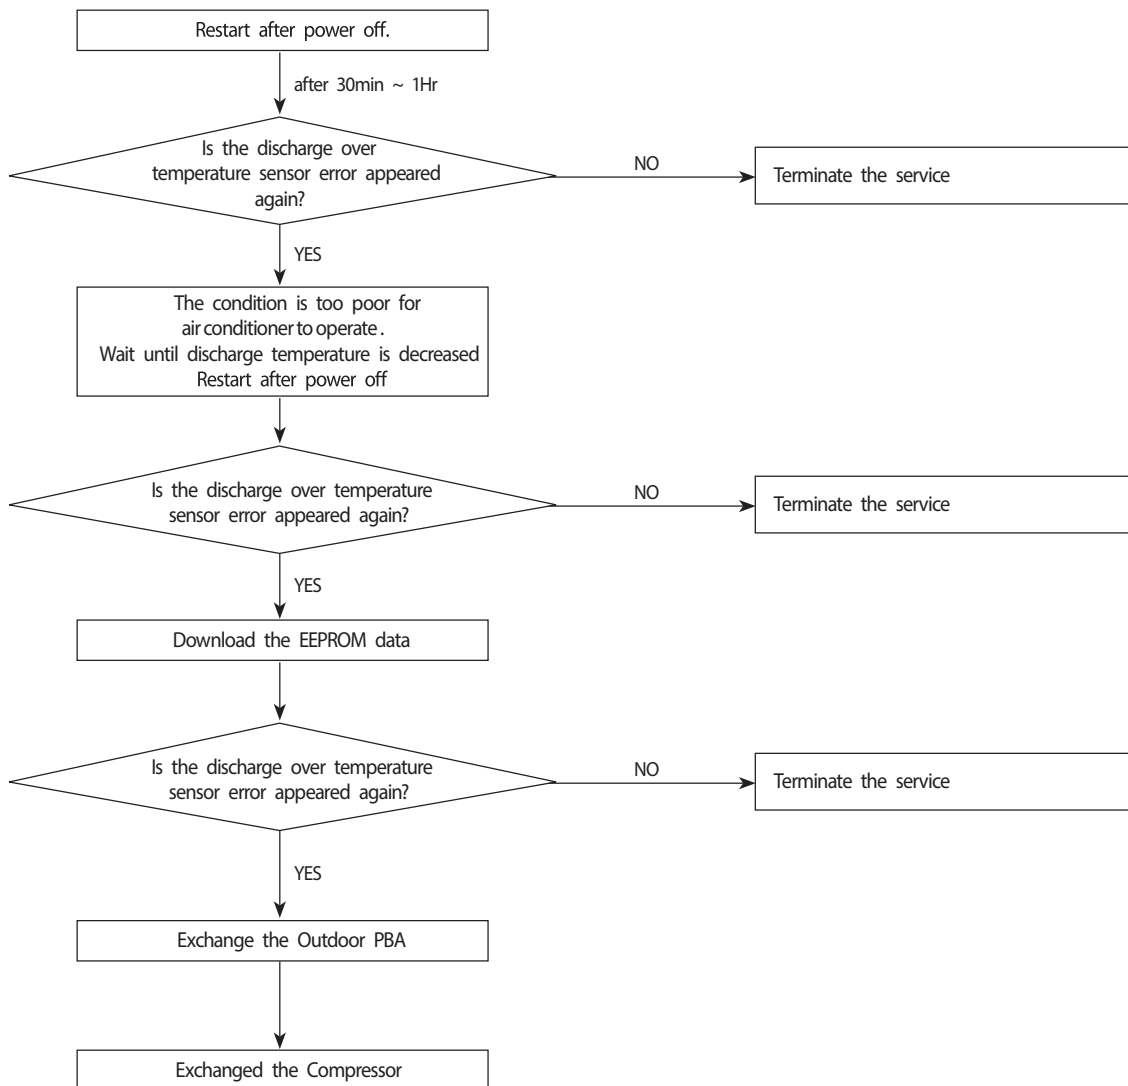 Restart after power off.
after 30min ~ 1Hr
Is the discharge over
temperature sensor error appeared
again?
NO
Terminate the service
YES
The condition is too poor for
air conditioner to operate.
Wait until discharge temperature is decreased
Restart after power off
Is the discharge over temperature
sensor error appeared again?
NO
Terminate the service
YES
Download the EEPROM data
Is the discharge over temperature
sensor error appeared again?
NO
Terminate the service
YES
Exchange the Outdoor PBA
Exchanged the Compressor